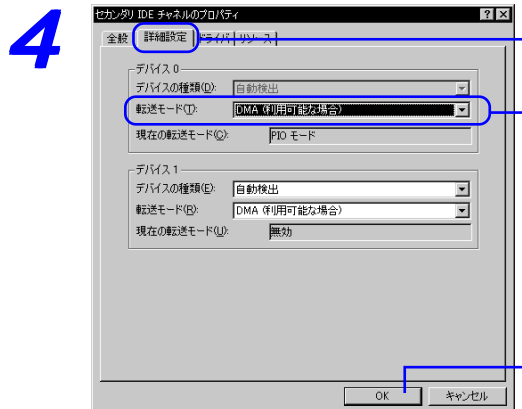 4
セカンダリ IDE チャネルのプロパティ
全般 詳細設定 ドライバ リソース
デバイス 0
デバイスの種類(D): 自動検出
転送モード(T): DMA (利用可能な場合)
現在の転送モード(C): PIO モード
デバイス 1
デバイスの種類(E): 自動検出
転送モード(R): DMA (利用可能な場合)
現在の転送モード(U): 無効
OK キャンセル